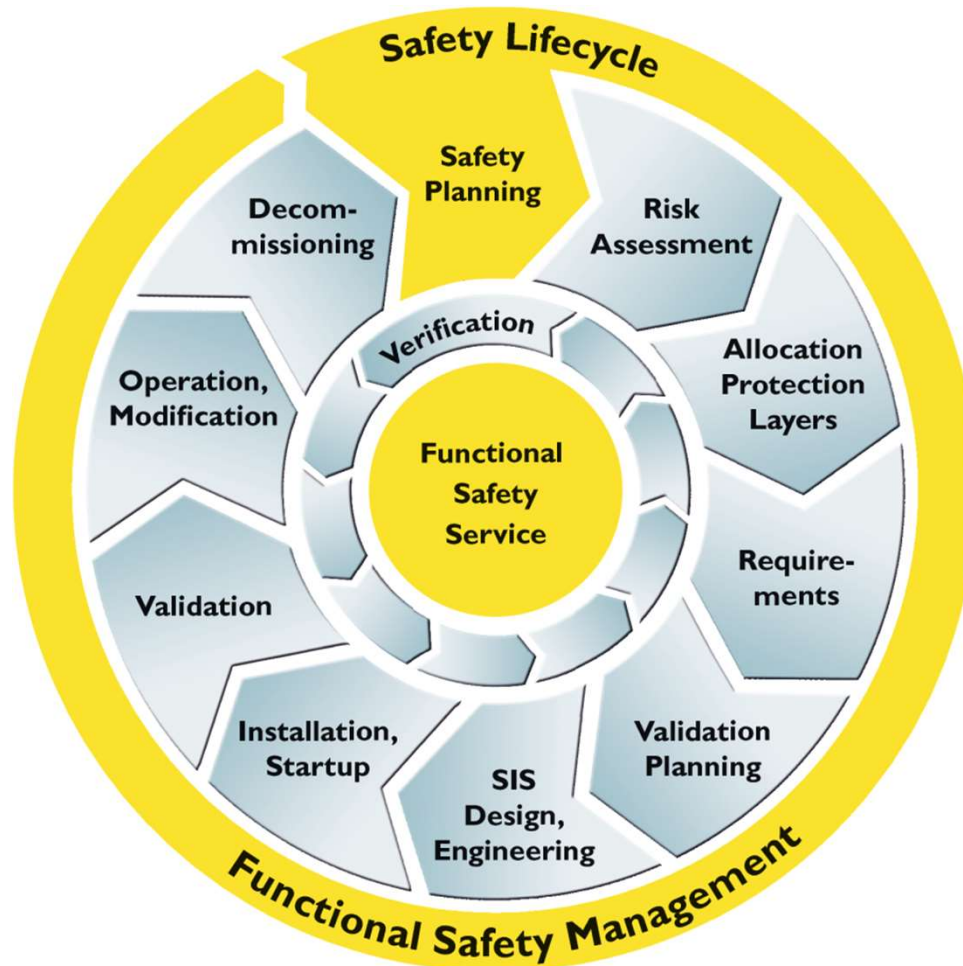 Safety Lifecycle
Safety
Planning
Risk
Assessment
Allocation
Protection
Layers
Require-
ments
Validation
Planning
SIS
Design,
Engineering
Installation,
Startup
Validation
Operation,
Modification
Decom-
missioning
Verification
Functional
Safety
Service
Functional Safety Management